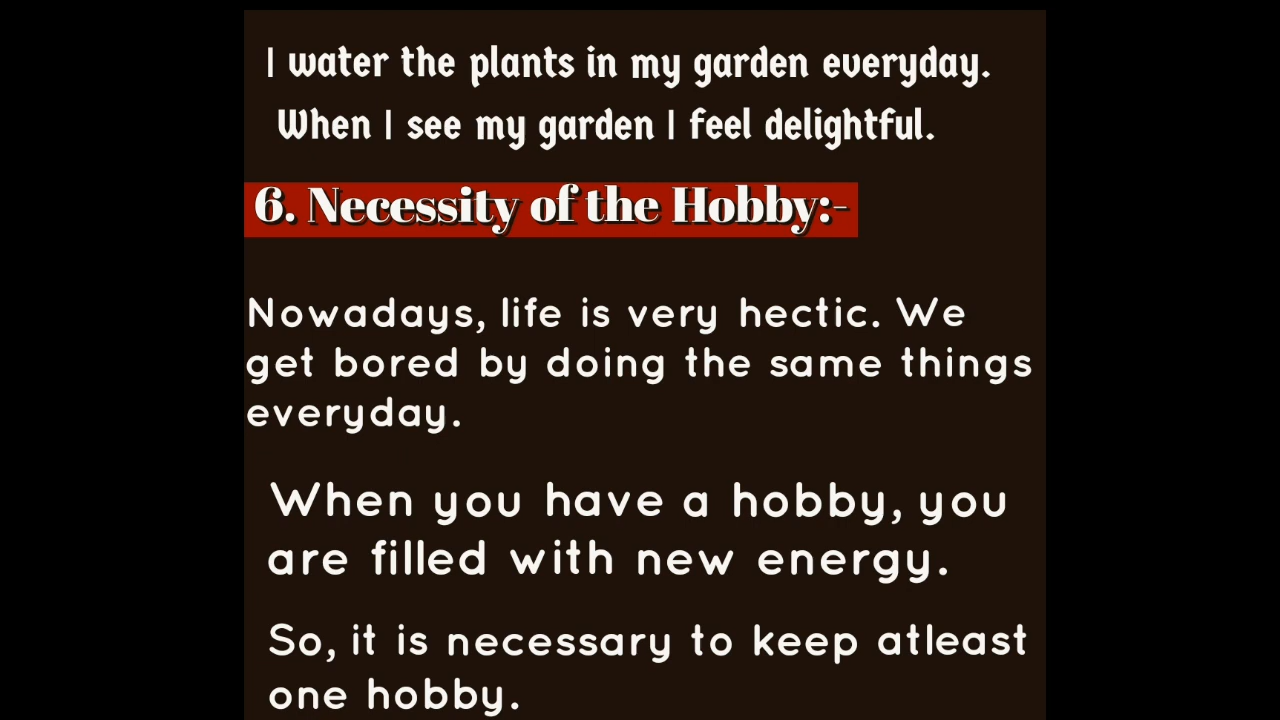 I water the plants in my garden everyday.
When I see my garden I feel delightful.
6. Necessity of the Hobby:-
Nowadays, life is very hectic. We
get bored by doing the same things
everyday.
When you have a hobby, you
are filled with new energy.
So, it is necessary to keep atleast
one hobby.